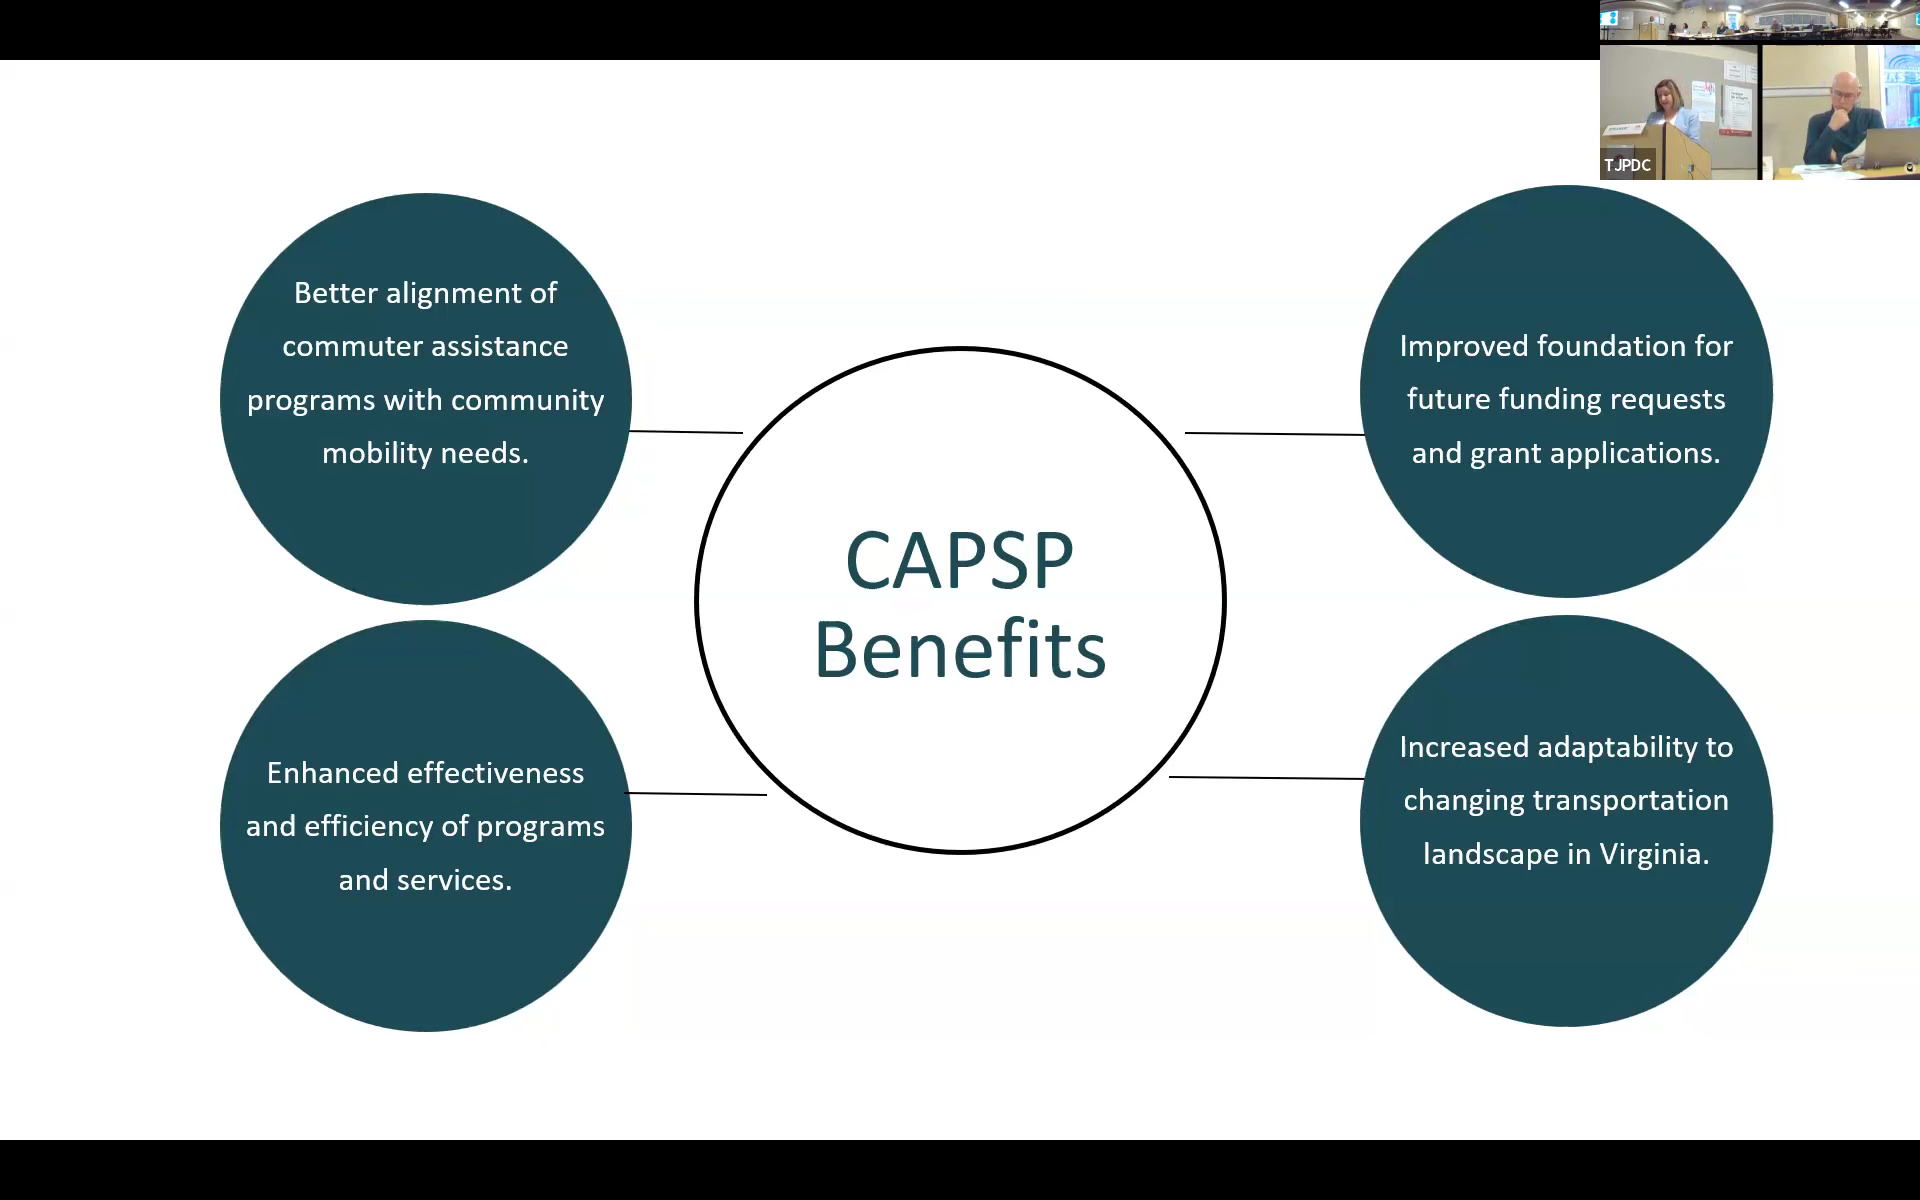 TJPDC
Better alignment of
commuter assistance
programs with community
mobility needs.
Improved foundation for
future funding requests
and grant applications.
CAPSP
Benefits
Enhanced effectiveness
and efficiency of programs
and services.
Increased adaptability to
changing transportation
landscape in Virginia.